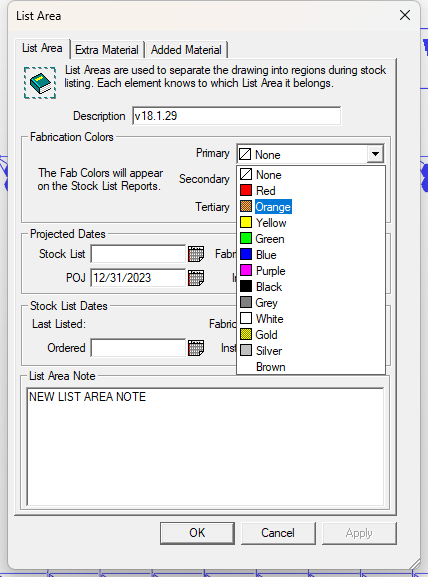 List Area
List Area
Extra Material
Added Material
List Areas are used to separate the drawing into regions during stock
listing. Each element knows to which List Area it belongs.
Description
v18.1.29
Fabrication Colors
The Fab Colors will appear
on the Stock List Reports.
Primary
None
Secondary
Tertiary
None
Red
Orange
Yellow
Green
Blue
Purple
Black
Grey
White
Gold
Silver
Brown
Projected Dates
Stock List
Fabr
POJ
12/31/2023
Stock List Dates
Last Listed:
Fabric
Ordered
Inst
List Area Note
NEW LIST AREA NOTE
OK
Cancel
Apply